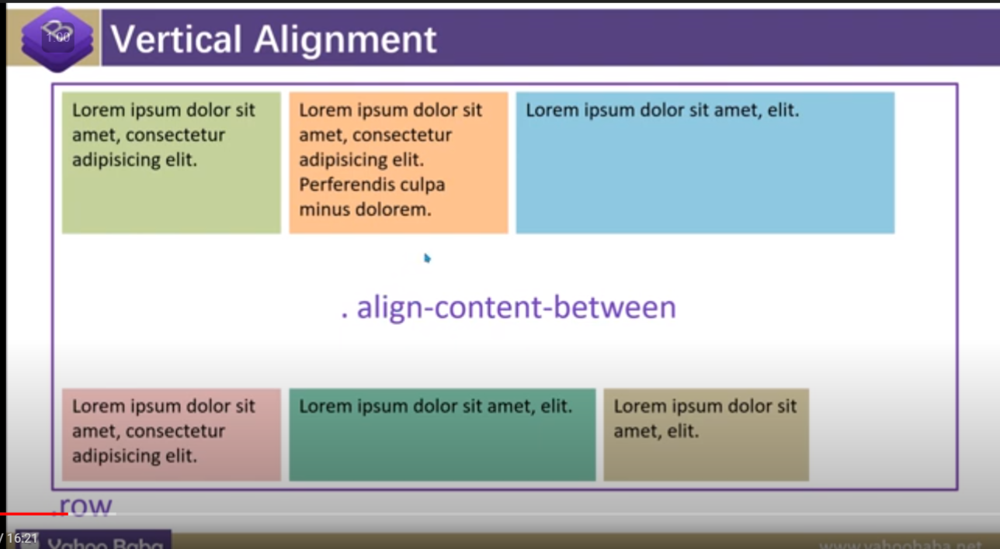 1:00
Vertical Alignment
Lorem ipsum dolor sit
amet, consectetur
adipisicing elit.
Lorem ipsum dolor sit
amet, consectetur
adipisicing elit.
Perferendis culpa
minus dolorem.
Lorem ipsum dolor sit amet, elit.
. align-content-between
Lorem ipsum dolor sit
amet, consectetur
adipisicing elit.
Lorem ipsum dolor sit amet, elit.
Lorem ipsum dolor sit
amet, elit.
.row
/ 16:21
Yahoo Baba
www.yahoobaba.net